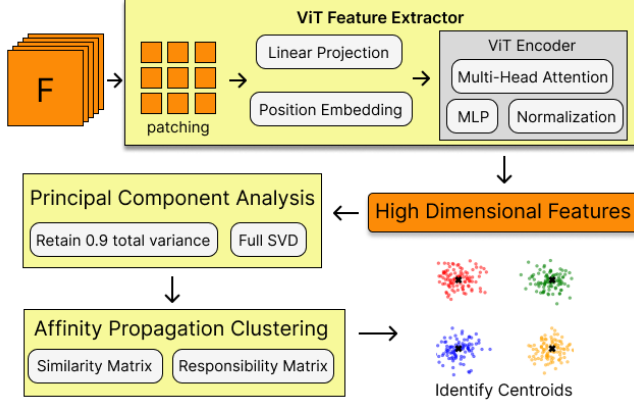 ViT Feature Extractor
F
patching
Linear Projection
Position Embedding
ViT Encoder
Multi-Head Attention
MLP
Normalization
High Dimensional Features
Principal Component Analysis
Retain 0.9 total variance
Full SVD
Affinity Propagation Clustering
Similarity Matrix
Responsibility Matrix
Identify Centroids